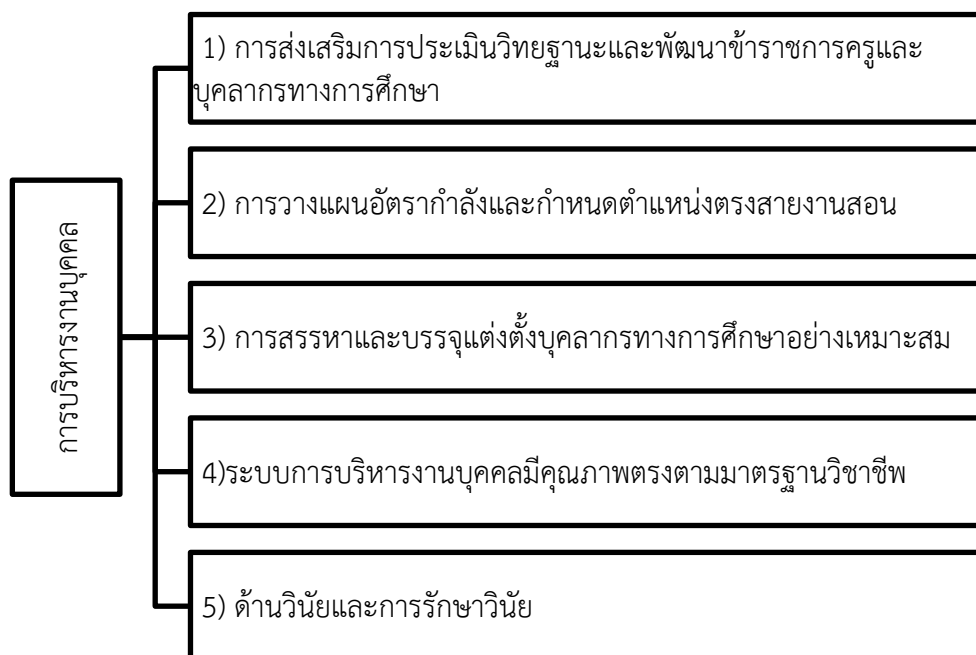 การบริหารงานบุคคล
1) การส่งเสริมการประเมินวิทยฐานะและพัฒนาข้าราชการครูและ
บุคลากรทางการศึกษา
2) การวางแผนอัตรากำลังและกำหนดตำแหน่งตรงสายงานสอน
3) การสรรหาและบรรจุแต่งตั้งบุคลากรทางการศึกษาอย่างเหมาะสม
4)ระบบการบริหารงานบุคคลมีคุณภาพตรงตามมาตรฐานวิชาชีพ
5) ด้านวินัยและการรักษาวินัย